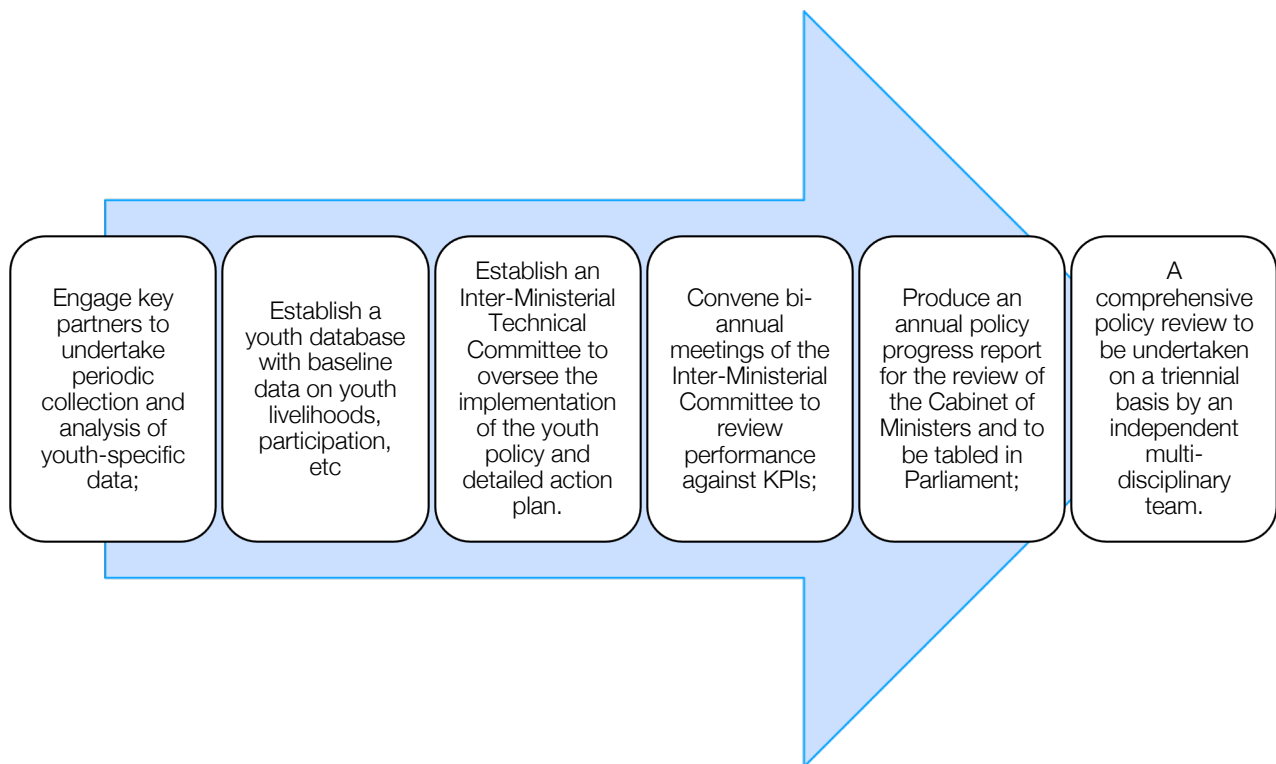 Engage key
partners to
undertake
periodic
collection and
analysis of
youth-specific
data;
Establish a
youth database
with baseline
data on youth
livelihoods,
participation,
etc
Establish an
Inter-Ministerial
Technical
Committee to
oversee the
implementation
of the youth
policy and
detailed action
plan.
Convene bi-
annual
meetings of the
Inter-Ministerial
Committee to
review
performance
against KPIs;
Produce an
annual policy
progress report
for the review of
the Cabinet of
Ministers and to
be tabled in
Parliament;
A
comprehensive
policy review to
be undertaken
on a triennial
basis by an
independent
multi-
disciplinary
team.